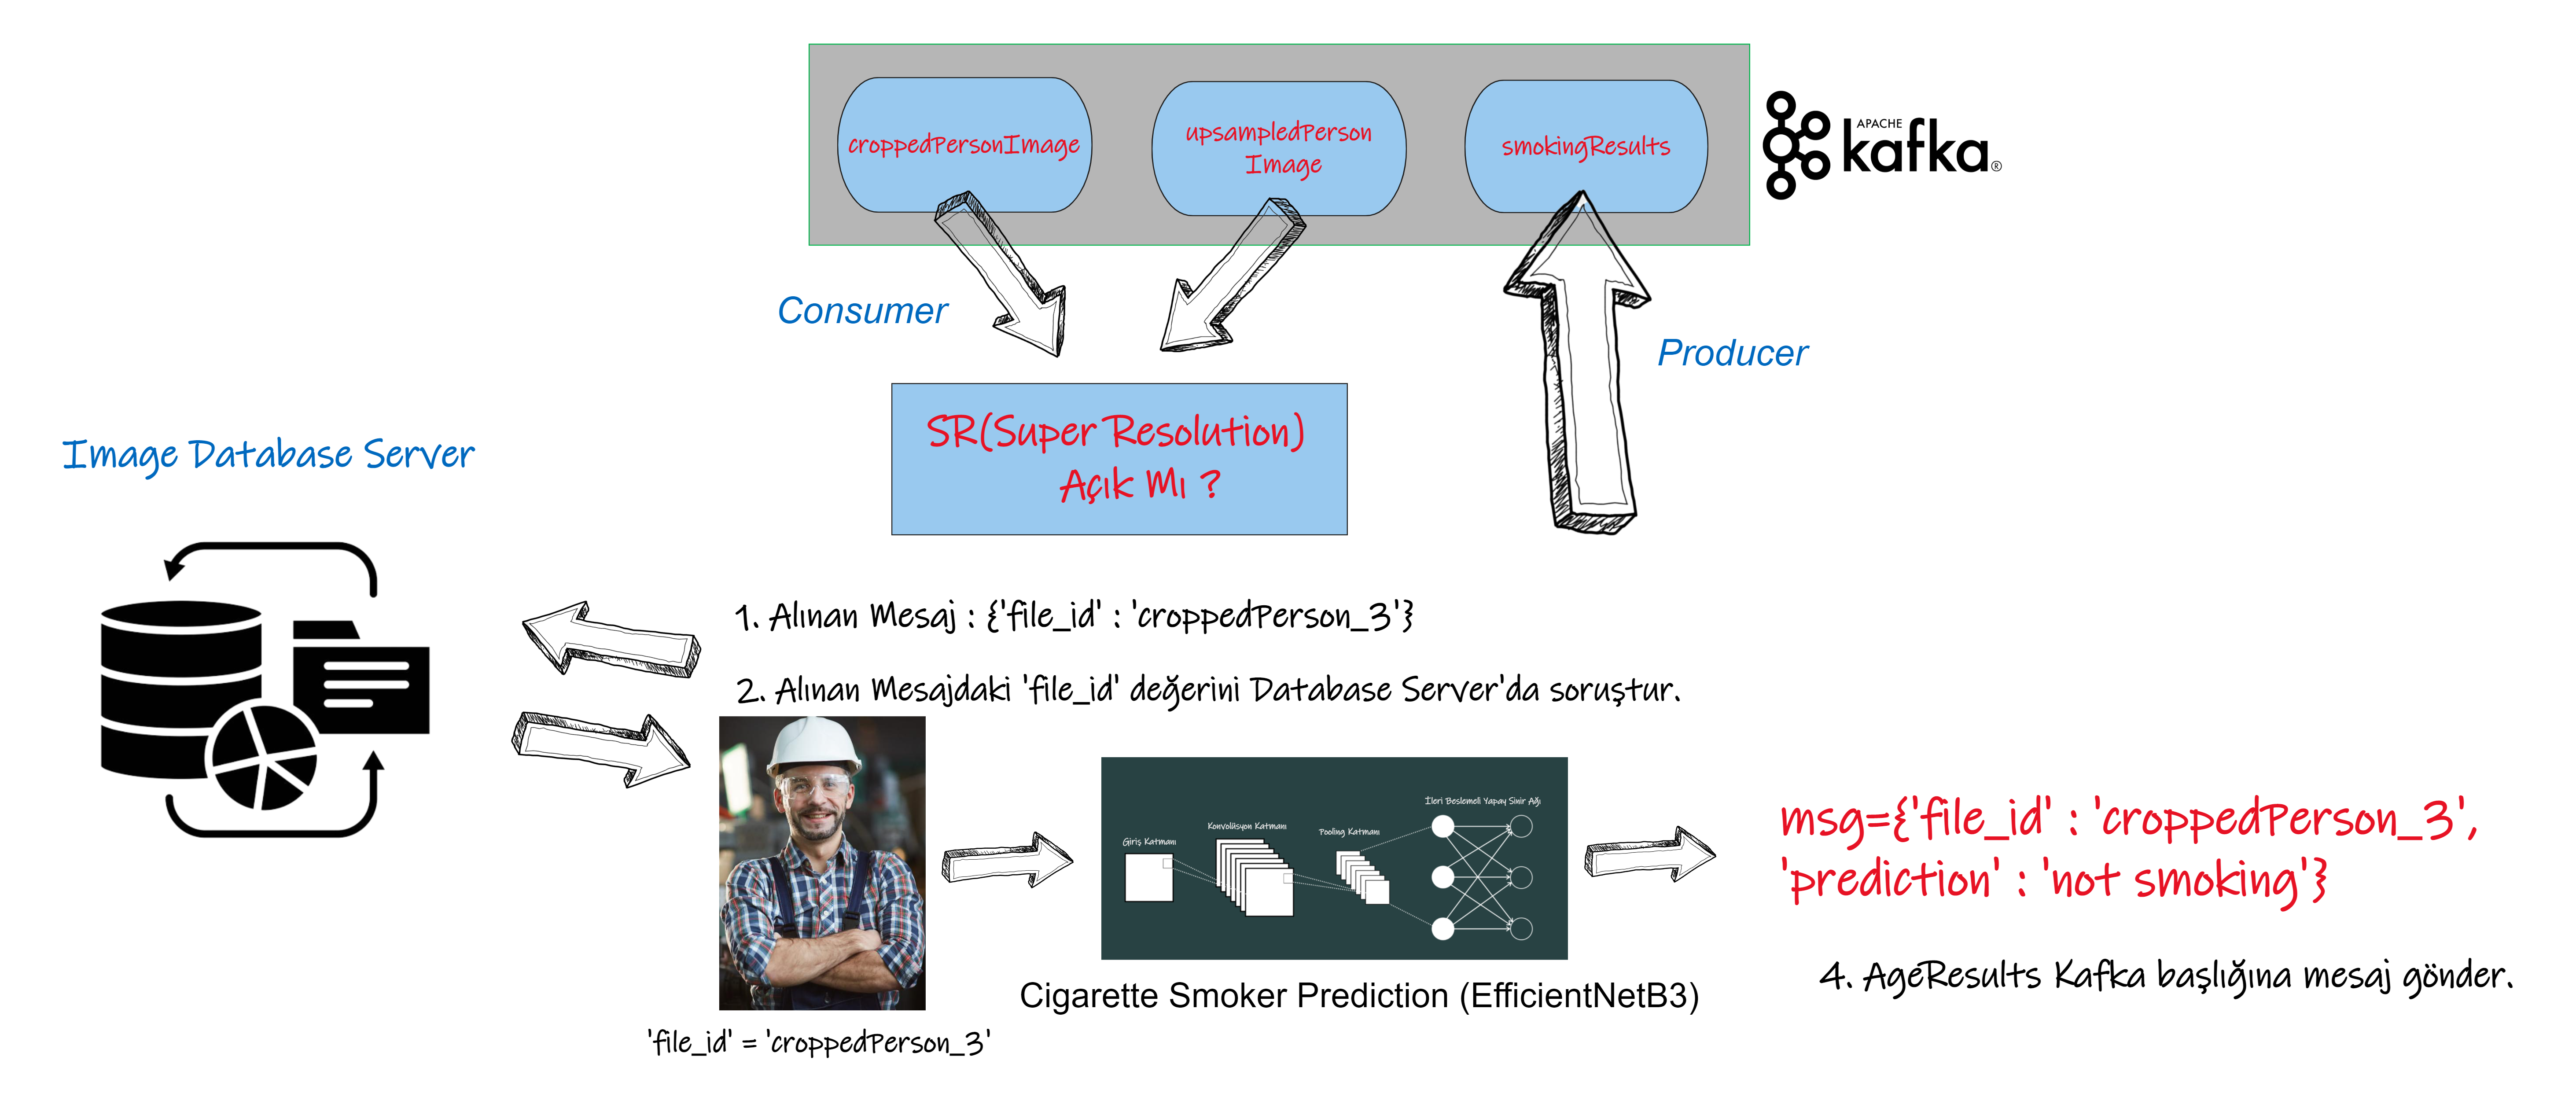 croppedPersonImage
upsampledPerson
Image
smokingResults
APACHE
kafka®
Consumer
Producer
SR(Super Resolution)
Açık Mı ?
Image Database Server
1. Alınan Mesaj : {'file_id' : 'croppedPerson_3'}
2. Alınan Mesajdaki 'file_id' değerini Database Server'da soruştur.
İleri Beslemeli Yapay Sinir Ağı
Konvolüsyon Katmanı
Pooling Katmanı
Giriş Katmanı
msg={'file_id' : 'croppedPerson_3',
'prediction' : 'not smoking'}
4. AgeResults Kafka başlığına mesaj gönder.
Cigarette Smoker Prediction (EfficientNetB3)
'file_id' = 'croppedPerson_3'